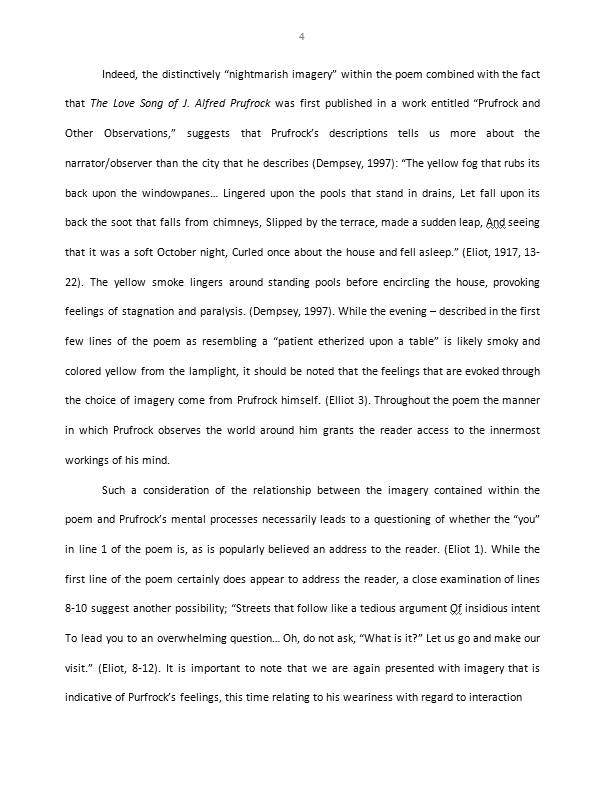 4
Indeed, the distinctively “nightmarish imagery” within the poem combined with the fact
that The Love Song of J. Alfred Prufrock was first published in a work entitled “Prufrock and
Other Observations,” suggests that Prufrock’s descriptions tells us more about the
narrator/observer than the city that he describes (Dempsey, 1997): “The yellow fog that rubs its
back upon the windowpanes… Lingered upon the pools that stand in drains, Let fall upon its
back the soot that falls from chimneys, Slipped by the terrace, made a sudden leap, And seeing
that it was a soft October night, Curled once about the house and fell asleep.” (Eliot, 1917, 13-
22). The yellow smoke lingers around standing pools before encircling the house, provoking
feelings of stagnation and paralysis. (Dempsey, 1997). While the evening – described in the first
few lines of the poem as resembling a “patient etherized upon a table” is likely smoky and
colored yellow from the lamplight, it should be noted that the feelings that are evoked through
the choice of imagery come from Prufrock himself. (Elliot 3). Throughout the poem the manner
in which Prufrock observes the world around him grants the reader access to the innermost
workings of his mind.
Such a consideration of the relationship between the imagery contained within the
poem and Prufrock’s mental processes necessarily leads to a questioning of whether the “you”
in line 1 of the poem is, as is popularly believed an address to the reader. (Eliot 1). While the
first line of the poem certainly does appear to address the reader, a close examination of lines
8-10 suggest another possibility; “Streets that follow like a tedious argument Of insidious intent
To lead you to an overwhelming question… Oh, do not ask, “What is it?” Let us go and make our
visit.” (Eliot, 8-12). It is important to note that we are again presented with imagery that is
indicative of Purfrock’s feelings, this time relating to his weariness with regard to interaction